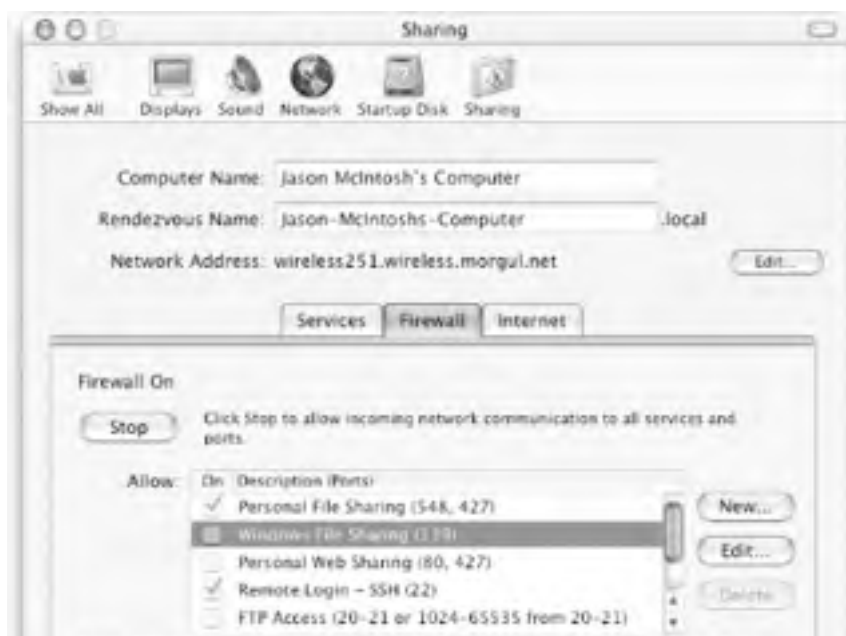 Sharing
Show All Displays Sound Network Startup Disk Sharing
Computer Name: Jason McIntosh's Computer
Rendezvous Name: Jason-McIntoshs-Computer .local
Network Address: wireless251.wireless.morgul.net Edit...
Services Firewall Internet
Firewall On
Stop Click Stop to allow incoming network communication to all services and
ports.
Allow: On Description (Ports)
Personal File Sharing (548, 427) New...
Windows File Sharing (139)
Edit...
Personal Web Sharing (80, 427)
Remote Login – SSH (22) Delete
FTP Access (20-21 or 1024-65535 from 20-21)